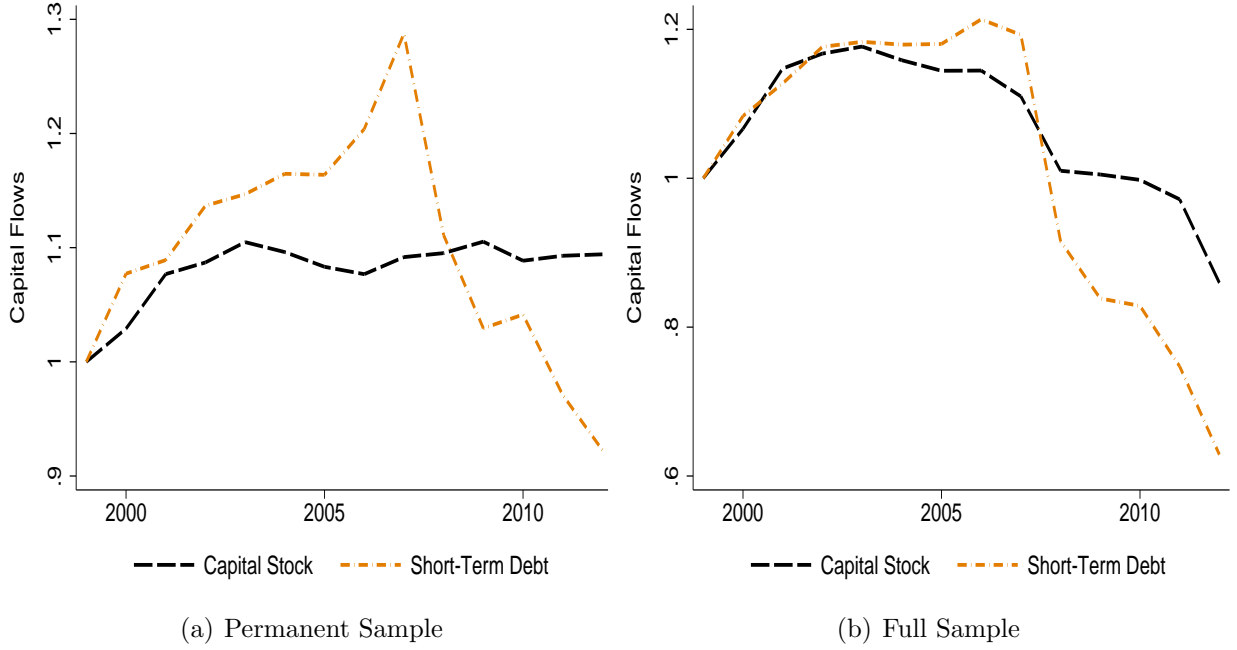 Capital Flows
1.3
1.2
1.1
1
.9
2000 2005 2010
Capital Stock Short-Term Debt
(a) Permanent Sample
Capital Flows
1.2
1
.8
.6
2000 2005 2010
Capital Stock Short-Term Debt
(b) Full Sample